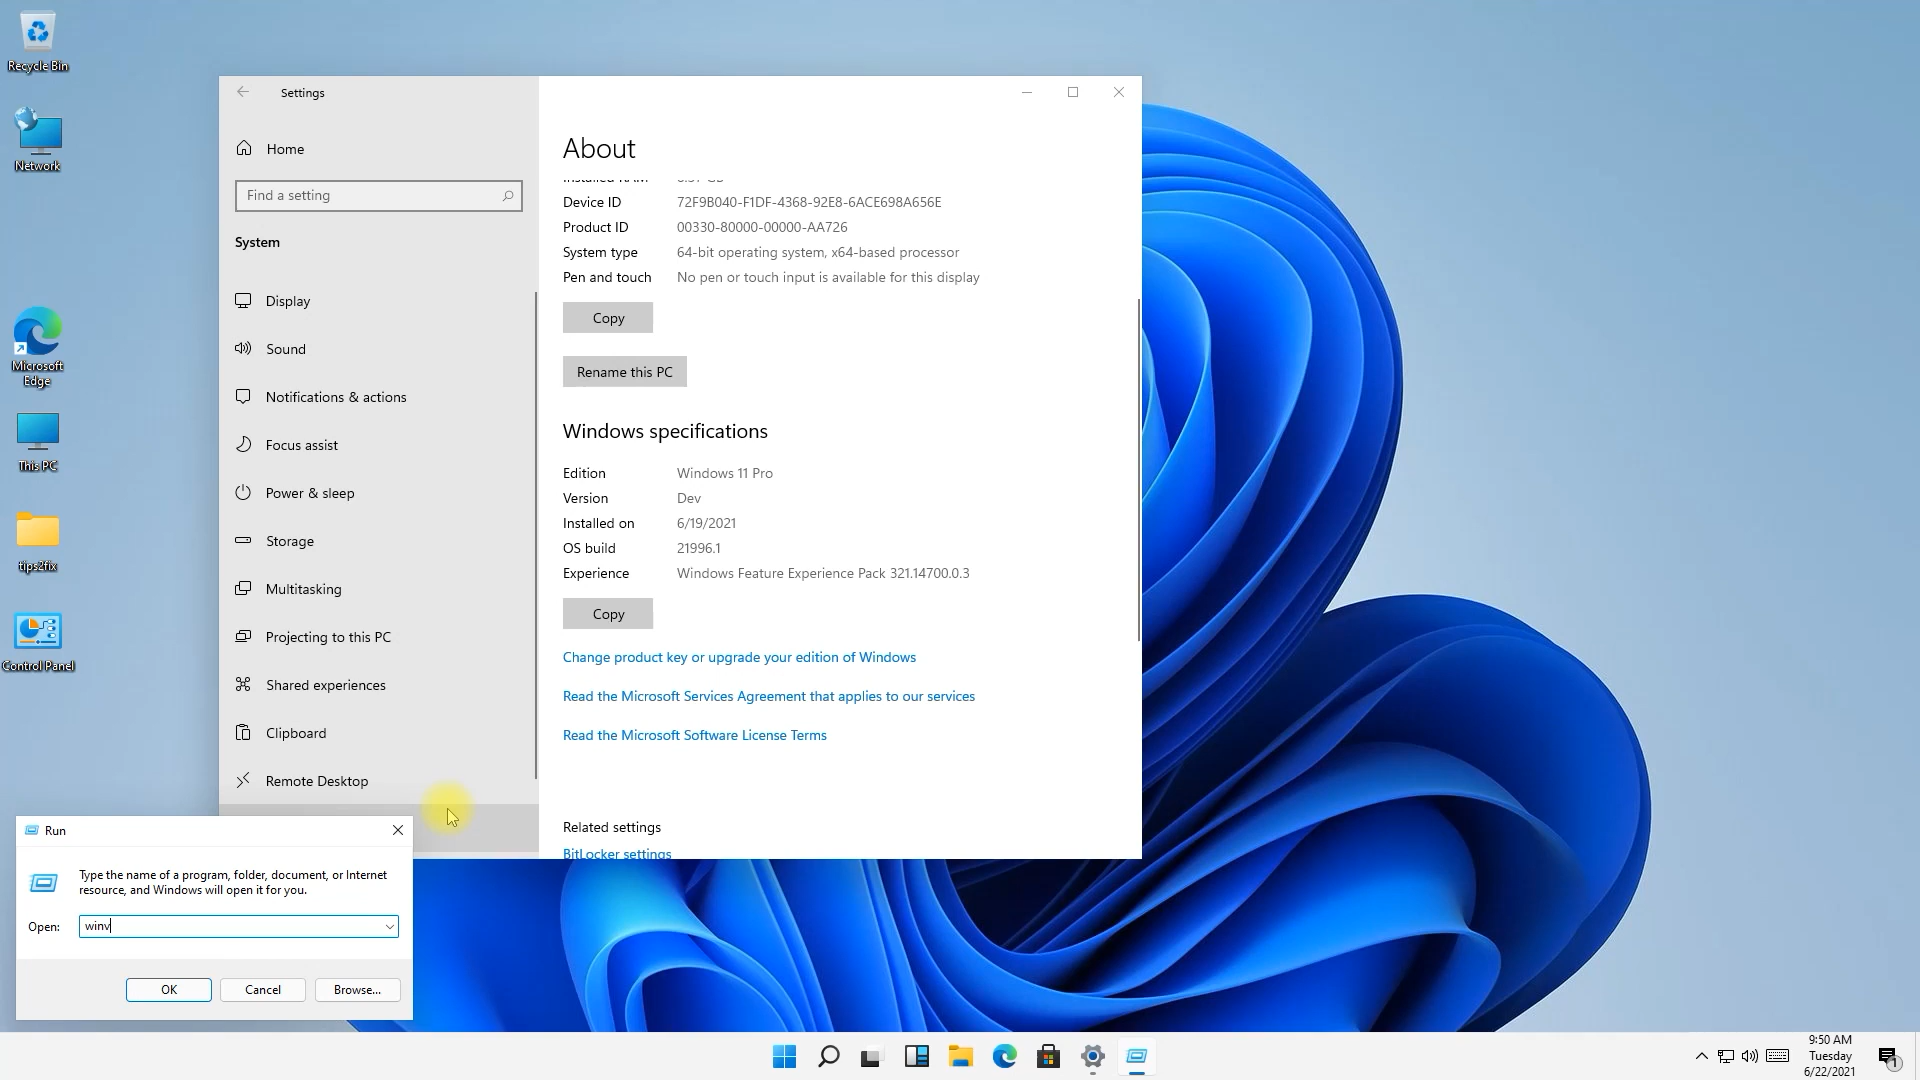 Recycle Bin
Network
Microsoft
Edge
This PC
tips2fix
Control Panel
Settings
Home
Find a setting
System
Display
Sound
Notifications & actions
Focus assist
Power & sleep
Storage
Multitasking
Projecting to this PC
Shared experiences
Clipboard
Remote Desktop
About
Device ID 72F9B040-F1DF-4368-92E8-6ACE698A656E
Product ID 00330-80000-00000-AA726
System type 64-bit operating system, x64-based processor
Pen and touch No pen or touch input is available for this display
Copy
Rename this PC
Windows specifications
Edition Windows 11 Pro
Version Dev
Installed on 6/19/2021
OS build 21996.1
Experience Windows Feature Experience Pack 321.14700.0.3
Copy
Change product key or upgrade your edition of Windows
Read the Microsoft Services Agreement that applies to our services
Read the Microsoft Software License Terms
Related settings
BitLocker settings
Run
Type the name of a program, folder, document, or Internet
resource, and Windows will open it for you.
Open: winv
OK Cancel Browse...
9:50 AM
Tuesday
6/22/2021
1